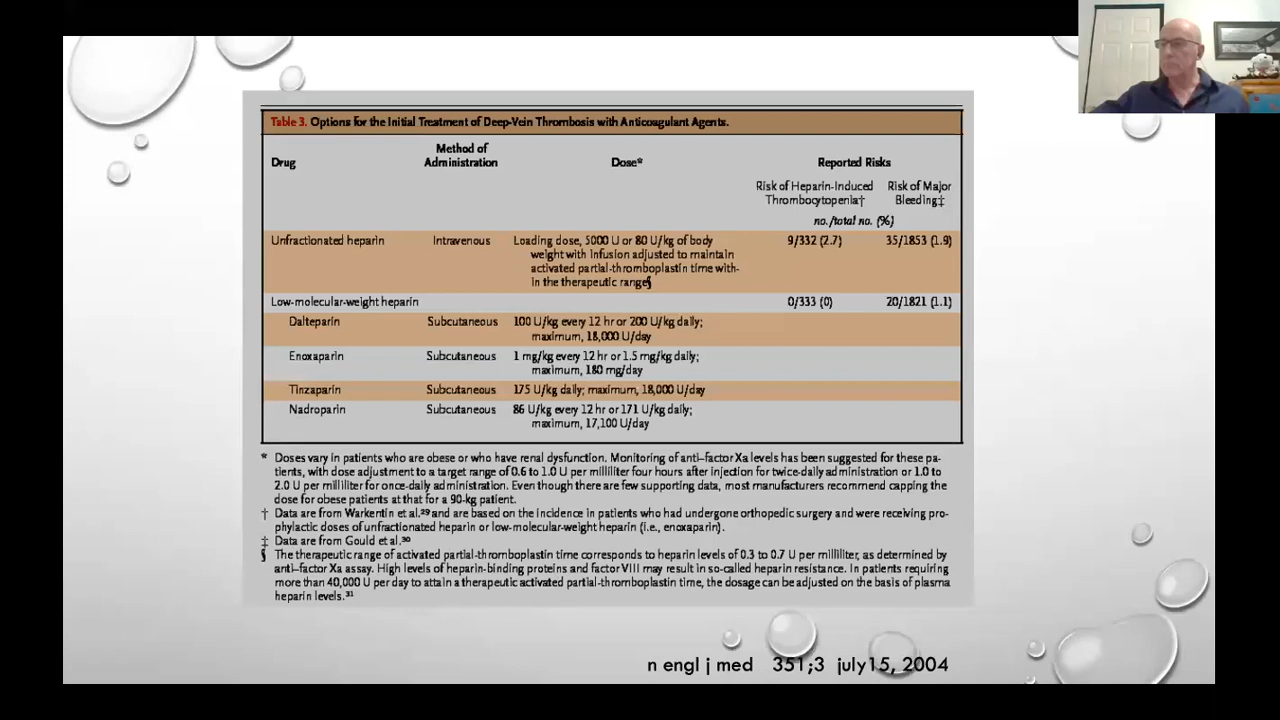 Table 3. Options for the Initial Treatment of Deep-Vein Thrombosis with Anticoagulant Agents.
Drug
Method of
Administration
Dose*
Reported Risks
Risk of Heparin-Induced
Thrombocytopenia†
Risk of Major
Bleeding‡
no./total no. (%)
Unfractionated heparin
Intravenous
Loading dose, 5000 U or 80 U/kg of body
weight with infusion adjusted to maintain
activated partial-thromboplastin time with-
in the therapeutic range§
9/332 (2.7)
35/1853 (1.9)
Low-molecular-weight heparin
0/333 (0)
20/1821 (1.1)
Dalteparin
Subcutaneous
100 U/kg every 12 hr or 200 U/kg daily;
maximum, 18,000 U/day
Enoxaparin
Subcutaneous
1 mg/kg every 12 hr or 1.5 mg/kg daily;
maximum, 180 mg/day
Tinzaparin
Subcutaneous
175 U/kg daily; maximum, 18,000 U/day
Nadroparin
Subcutaneous
86 U/kg every 12 hr or 171 U/kg daily;
maximum, 17,100 U/day
* Doses vary in patients who are obese or who have renal dysfunction. Monitoring of anti–factor Xa levels has been suggested for these pa-
tients, with dose adjustment to a target range of 0.6 to 1.0 U per milliliter four hours after injection for twice-daily administration or 1.0 to
2.0 U per milliliter for once-daily administration. Even though there are few supporting data, most manufacturers recommend capping the
dose for obese patients at that for a 90-kg patient.
† Data are from Warkentin et al.²⁹ and are based on the incidence in patients who had undergone orthopedic surgery and were receiving pro-
phylactic doses of unfractionated heparin or low-molecular-weight heparin (i.e., enoxaparin).
‡ Data are from Gould et al.³⁰
§ The therapeutic range of activated partial-thromboplastin time corresponds to heparin levels of 0.3 to 0.7 U per milliliter, as determined by
anti–factor Xa assay. High levels of heparin-binding proteins and factor VIII may result in so-called heparin resistance. In patients requiring
more than 40,000 U per day to attain a therapeutic activated partial-thromboplastin time, the dosage can be adjusted on the basis of plasma
heparin levels.³¹
n engl j med 351;3 july15, 2004